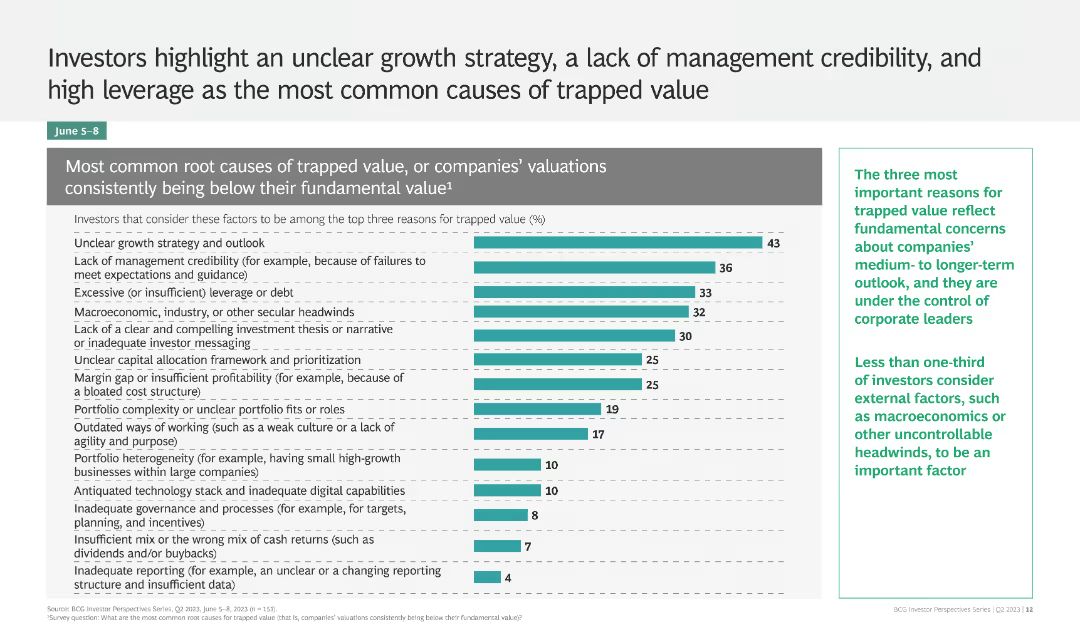 Investors highlight an unclear growth strategy, a lack of management credibility, and
high leverage as the most common causes of trapped value
June 5–8
Most common root causes of trapped value, or companies’ valuations
consistently being below their fundamental value¹
Investors that consider these factors to be among the top three reasons for trapped value (%)
Unclear growth strategy and outlook 43
Lack of management credibility (for example, because of failures to
meet expectations and guidance) 36
Excessive (or insufficient) leverage or debt 33
Macroeconomic, industry, or other secular headwinds 32
Lack of a clear and compelling investment thesis or narrative
or inadequate investor messaging 30
Unclear capital allocation framework and prioritization 25
Margin gap or insufficient profitability (for example, because of
a bloated cost structure) 25
Portfolio complexity or unclear portfolio fits or roles 19
Outdated ways of working (such as a weak culture or a lack of
agility and purpose) 17
Portfolio heterogeneity (for example, having small high-growth
businesses within large companies) 10
Antiquated technology stack and inadequate digital capabilities 10
Inadequate governance and processes (for example, for targets,
planning, and incentives) 8
Insufficient mix or the wrong mix of cash returns (such as
dividends and/or buybacks) 7
Inadequate reporting (for example, an unclear or a changing reporting
structure and insufficient data) 4
The three most
important reasons for
trapped value reflect
fundamental concerns
about companies’
medium- to longer-term
outlook, and they are
under the control of
corporate leaders
Less than one-third
of investors consider
external factors, such
as macroeconomics or
other uncontrollable
headwinds, to be an
important factor
Source: BCG Investor Perspectives Series, Q2 2023, June 5–8, 2023 (n = 153).
¹Survey question: What are the most common root causes for trapped value (that is, companies’ valuations consistently being below their fundamental value)?
BCG Investor Perspectives Series | Q2 2023 | 12